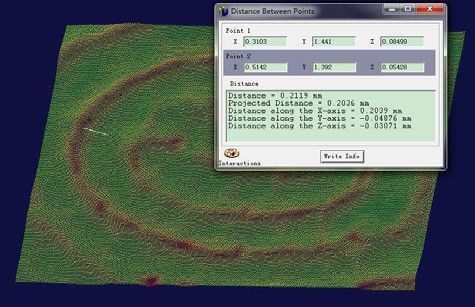 Distance Between Points
Point 1
X 0.3103 Y 1.441 Z 0.08499
Point 2
X 0.5142 Y 1.392 Z 0.05428
Distance
Distance = 0.2119 mm
Projected Distance = 0.2096 mm
Distance along the X-axis = 0.2039 mm
Distance along the Y-axis = -0.04876 mm
Distance along the Z-axis = -0.03071 mm
Interactions
Write Info